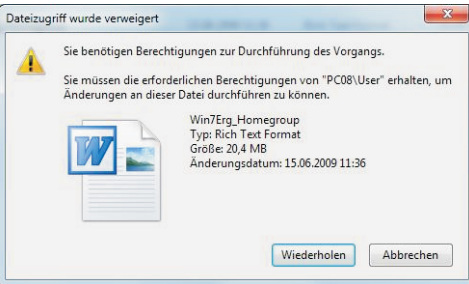 Dateizugriff wurde verweigert
Sie benötigen Berechtigungen zur Durchführung des Vorgangs.
Sie müssen die erforderlichen Berechtigungen von "PC08\User" erhalten, um
Änderungen an dieser Datei durchführen zu können.
Win7Erg_Homegroup
Typ: Rich Text Format
Größe: 20,4 MB
Änderungsdatum: 15.06.2009 11:36
Wiederholen
Abbrechen